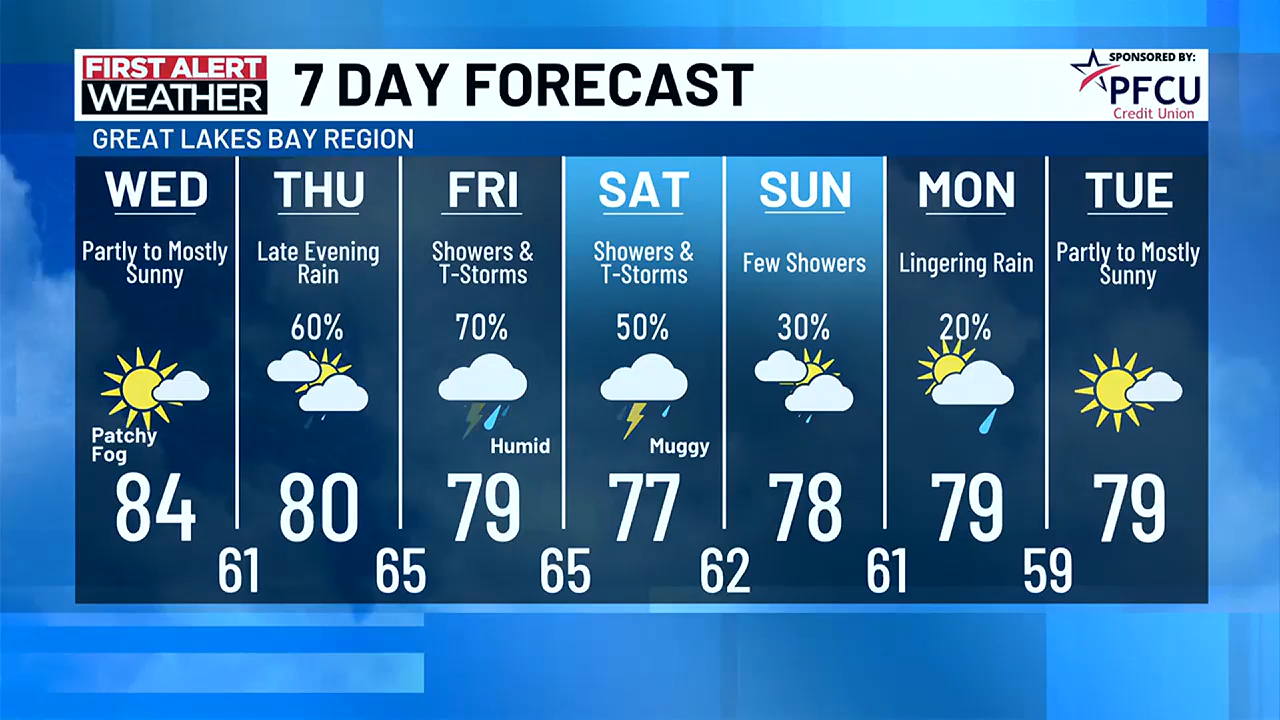 FIRST ALERT
WEATHER
7 DAY FORECAST
SPONSORED BY:
PFCU
Credit Union
GREAT LAKES BAY REGION
WED
Partly to Mostly
Sunny
Patchy
Fog
84
61
THU
Late Evening
Rain
60%
80
65
FRI
Showers &
T-Storms
70%
Humid
79
65
SAT
Showers &
T-Storms
50%
Muggy
77
62
SUN
Few Showers
30%
78
61
MON
Lingering Rain
20%
79
59
TUE
Partly to Mostly
Sunny
79